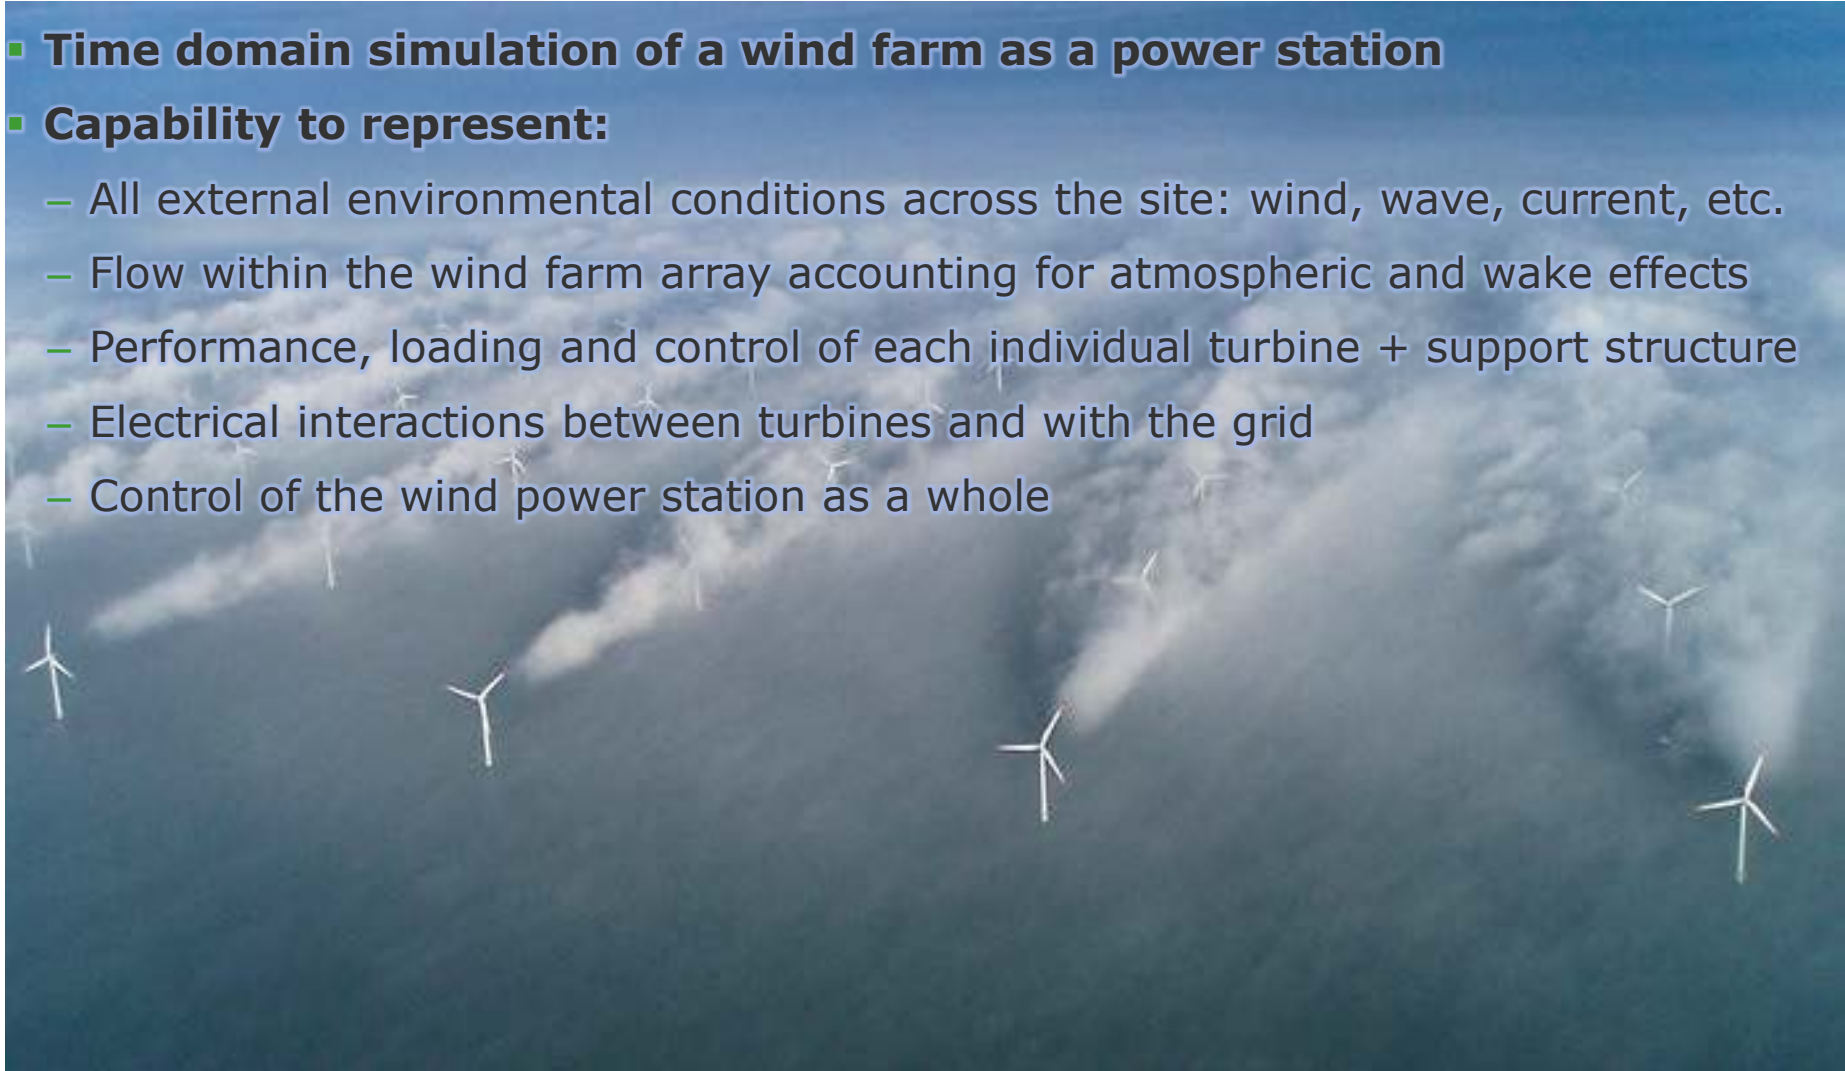 ▪ Time domain simulation of a wind farm as a power station
▪ Capability to represent:
– All external environmental conditions across the site: wind, wave, current, etc.
– Flow within the wind farm array accounting for atmospheric and wake effects
– Performance, loading and control of each individual turbine + support structure
– Electrical interactions between turbines and with the grid
– Control of the wind power station as a whole